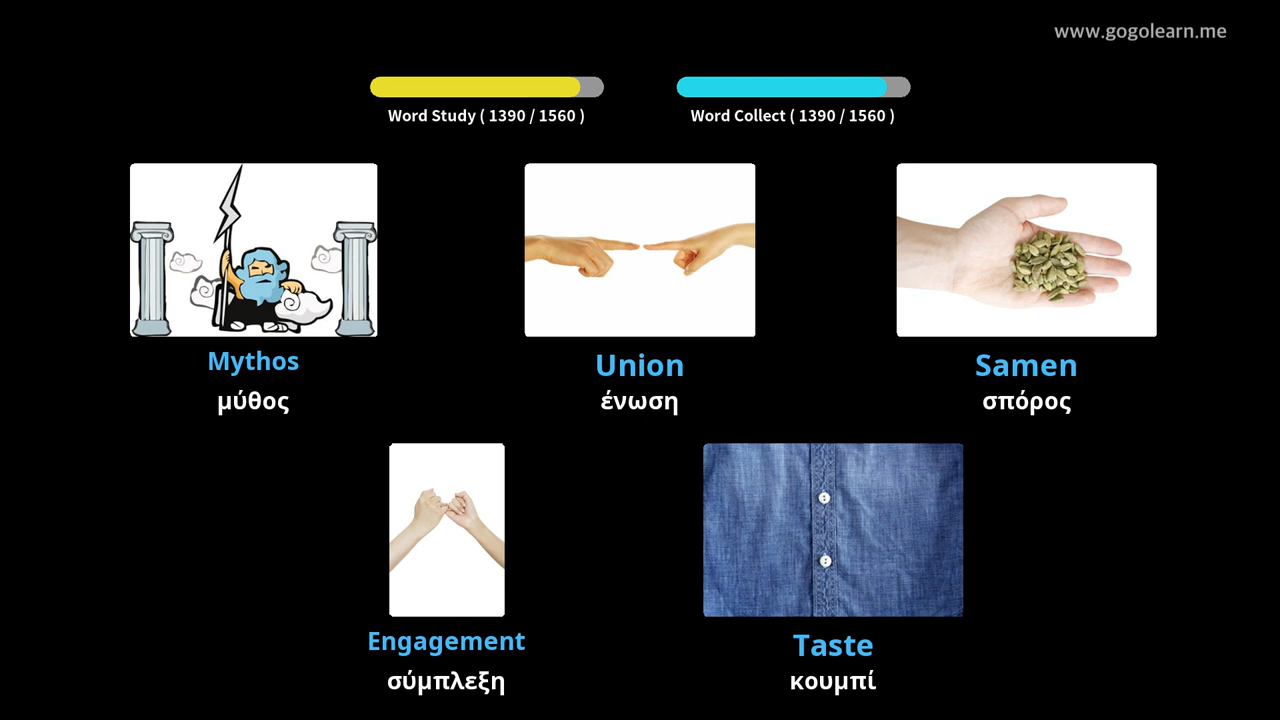 www.gogolearn.me
Word Study ( 1390 / 1560 )
Word Collect ( 1390 / 1560 )
Mythos
μύθος
Union
ένωση
Samen
σπόρος
Engagement
σύμπλεξη
Taste
κουμπί